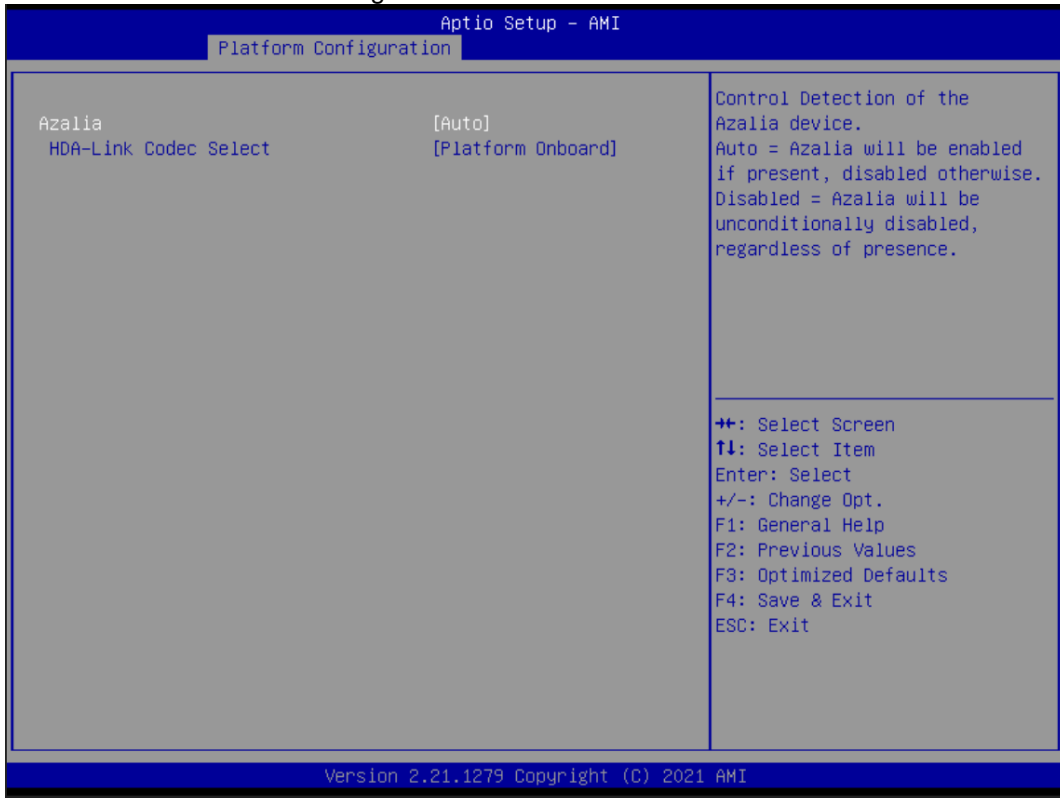 Aptio Setup – AMI
Platform Configuration
Azalia [Auto]
HDA-Link Codec Select [Platform Onboard]
Control Detection of the
Azalia device.
Auto = Azalia will be enabled
if present, disabled otherwise.
Disabled = Azalia will be
unconditionally disabled,
regardless of presence.
→←: Select Screen
↑↓: Select Item
Enter: Select
+/-: Change Opt.
F1: General Help
F2: Previous Values
F3: Optimized Defaults
F4: Save & Exit
ESC: Exit
Version 2.21.1279 Copyright (C) 2021 AMI